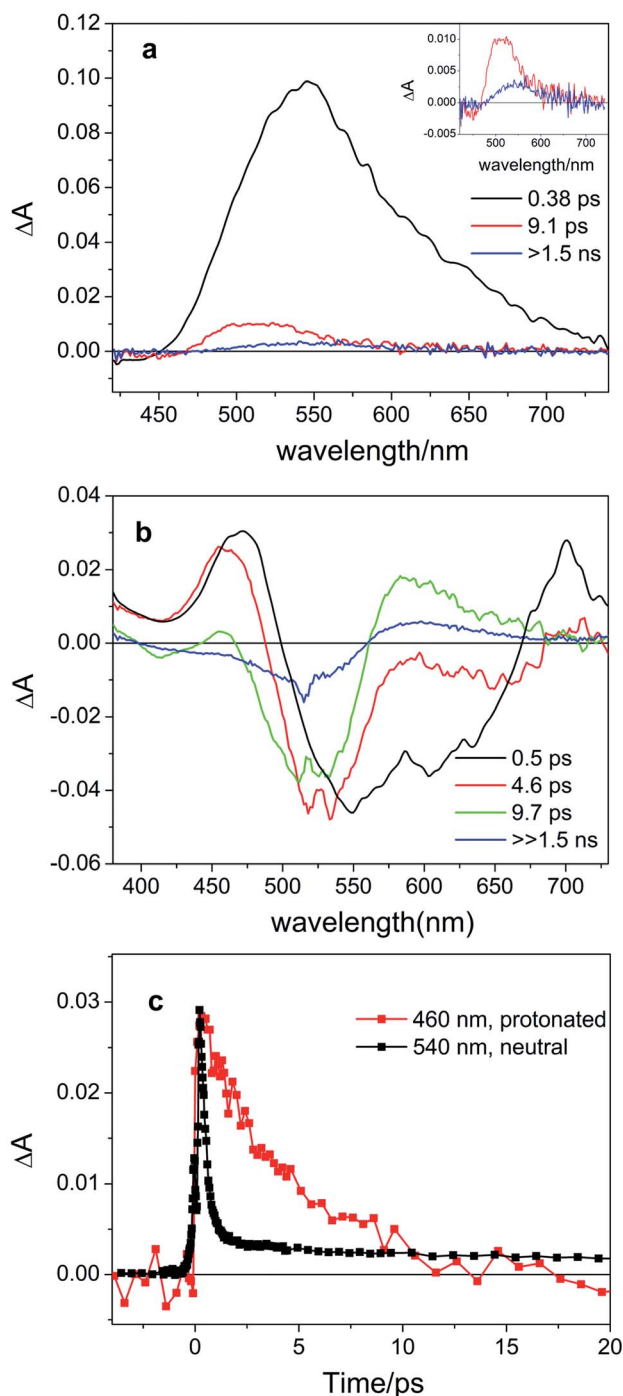 a
0.12
0.10
0.08
0.06
0.04
0.02
0.00
ΔA
450 500 550 600 650 700
wavelength/nm
0.010
0.005
0.000
-0.005
ΔA
500 600 700
wavelength/nm
0.38 ps
9.1 ps
>1.5 ns
b
0.04
0.02
0.00
-0.02
-0.04
-0.06
ΔA
400 450 500 550 600 650 700
wavelength(nm)
0.5 ps
4.6 ps
9.7 ps
>>1.5 ns
c
0.03
0.02
0.01
0.00
ΔA
0 5 10 15 20
Time/ps
460 nm, protonated
540 nm, neutral